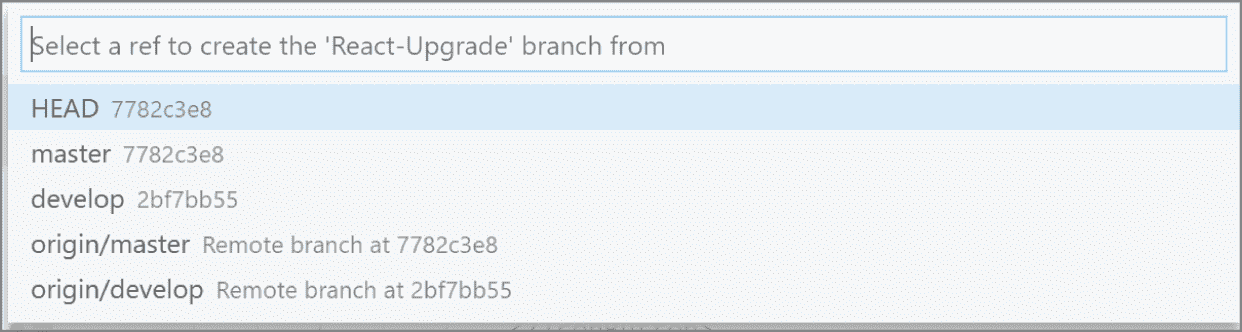 Select a ref to create the 'React-Upgrade' branch from
HEAD 7782c3e8
master 7782c3e8
develop 2bf7bb55
origin/master Remote branch at 7782c3e8
origin/develop Remote branch at 2bf7bb55